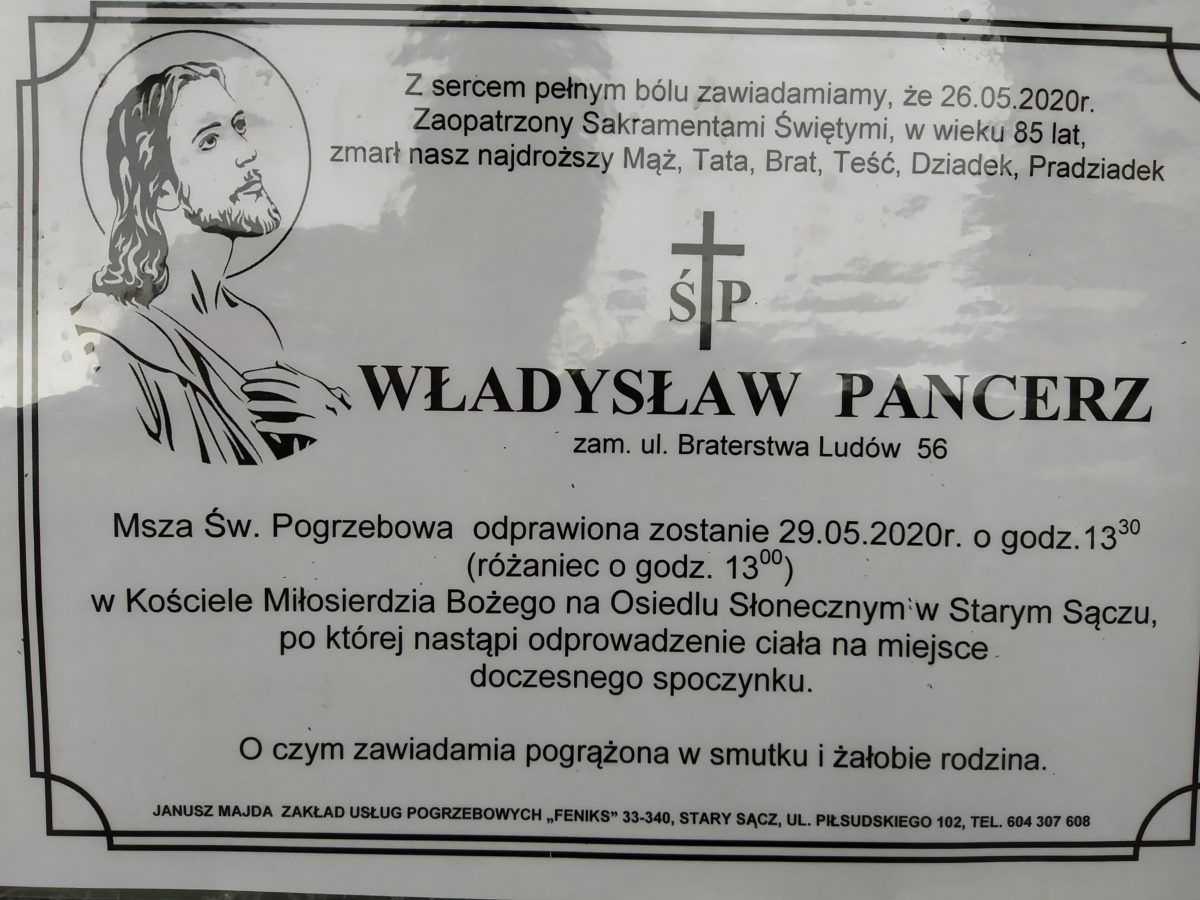 Z sercem pełnym bólu zawiadamiamy, że 26.05.2020r.
Zaopatrzony Sakramentami Świętymi, w wieku 85 lat,
zmarł nasz najdroższy Mąż, Tata, Brat, Teść, Dziadek, Pradziadek
Ś P
WŁADYSŁAW PANCERZ
zam. ul. Braterstwa Ludów 56
Msza Św. Pogrzebowa odprawiona zostanie 29.05.2020r. o godz.13³⁰
(różaniec o godz. 13⁰⁰)
w Kościele Miłosierdzia Bożego na Osiedlu Słonecznym w Starym Sączu,
po której nastąpi odprowadzenie ciała na miejsce
doczesnego spoczynku.
O czym zawiadamia pogrążona w smutku i żałobie rodzina.
JANUSZ MAJDA ZAKŁAD USŁUG POGRZEBOWYCH „FENIKS” 33-340, STARY SĄCZ, UL. PIŁSUDSKIEGO 102, TEL. 604 307 608